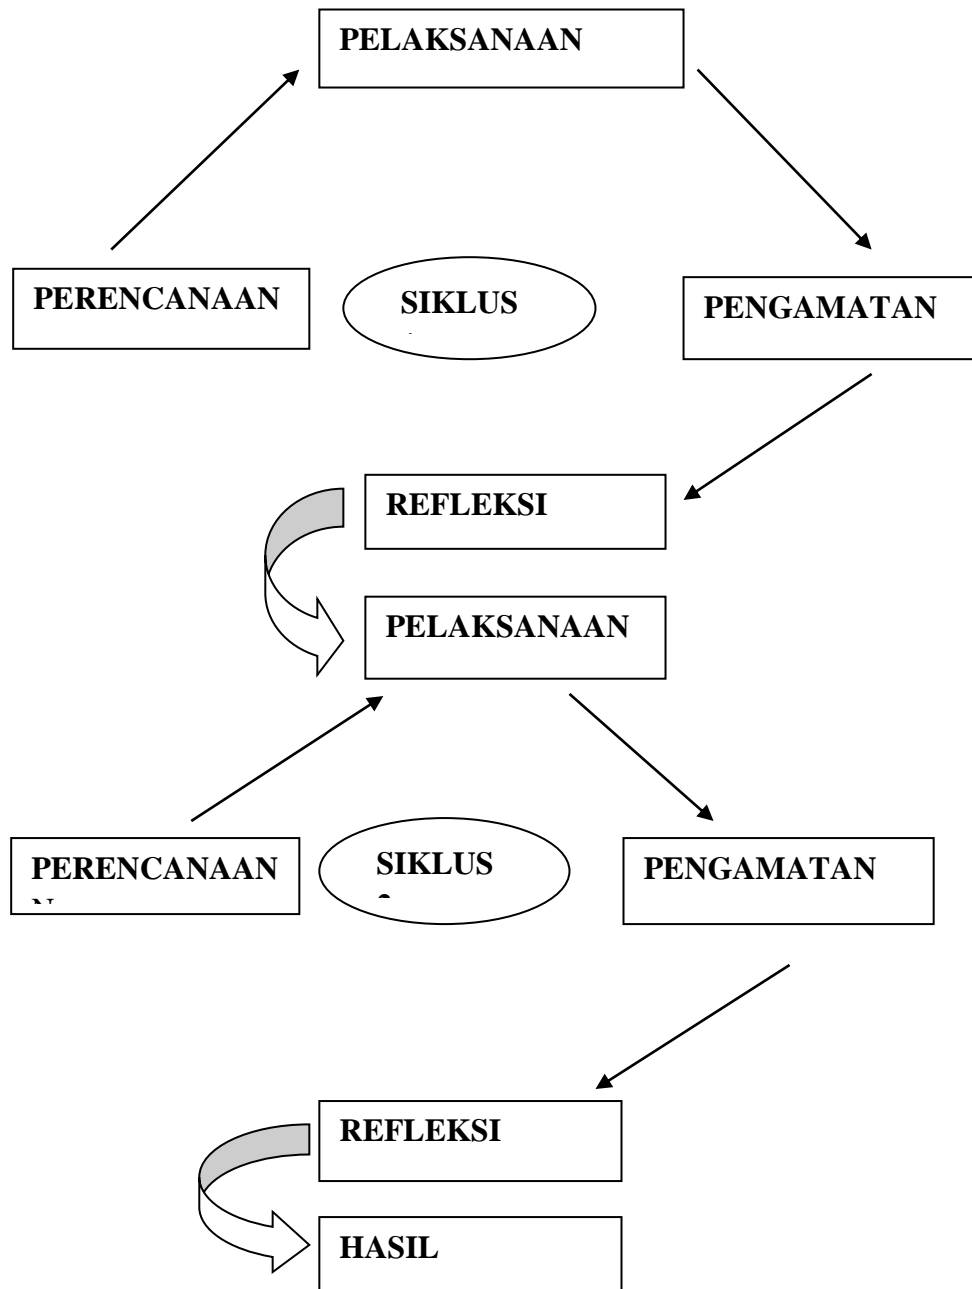 PELAKSANAAN
PERENCANAAN
SIKLUS
PENGAMATAN
REFLEKSI
PELAKSANAAN
PERENCANAAN
SIKLUS
PENGAMATAN
REFLEKSI
HASIL